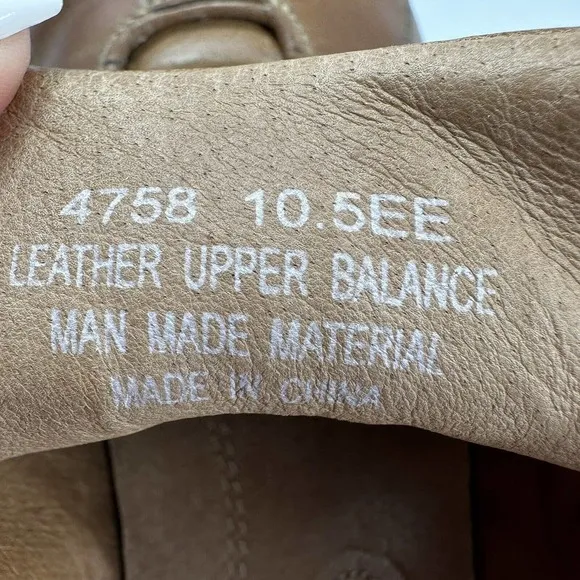 4758 10.5EE
LEATHER UPPER BALANCE
MAN MADE MATERIAL
MADE IN CHINA